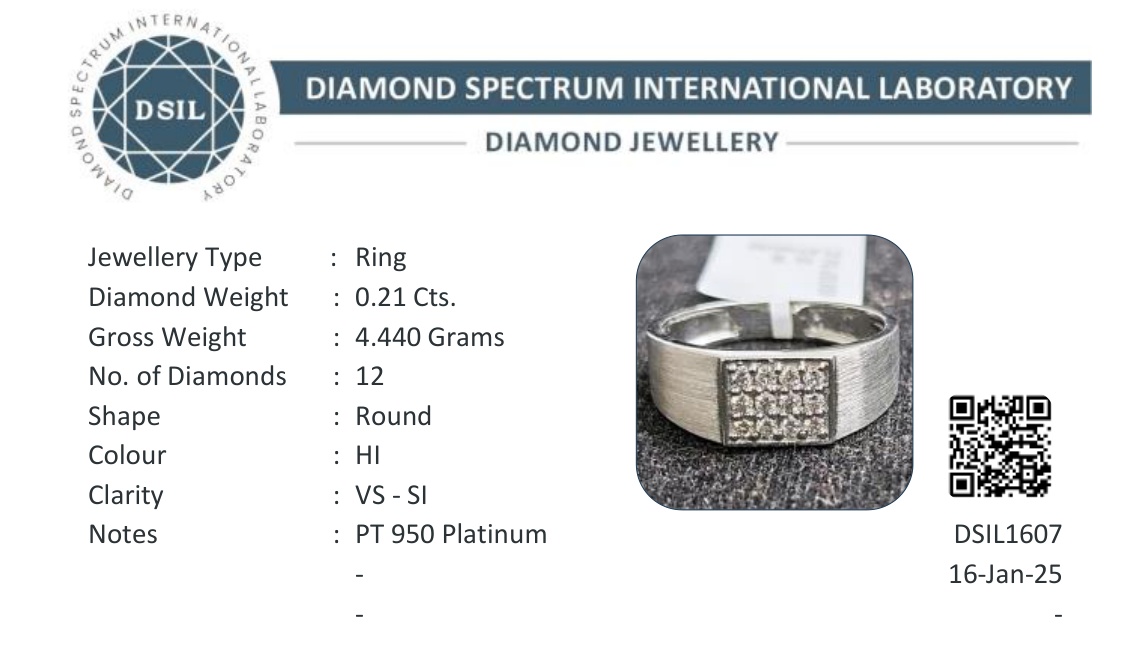 DIAMOND SPECTRUM INTERNATIONAL LABORATORY
DSIL
DIAMOND SPECTRUM INTERNATIONAL LABORATORY
DIAMOND JEWELLERY
Jewellery Type : Ring
Diamond Weight : 0.21 Cts.
Gross Weight : 4.440 Grams
No. of Diamonds : 12
Shape : Round
Colour : HI
Clarity : VS - SI
Notes : PT 950 Platinum
-
-
DSIL1607
16-Jan-25
-